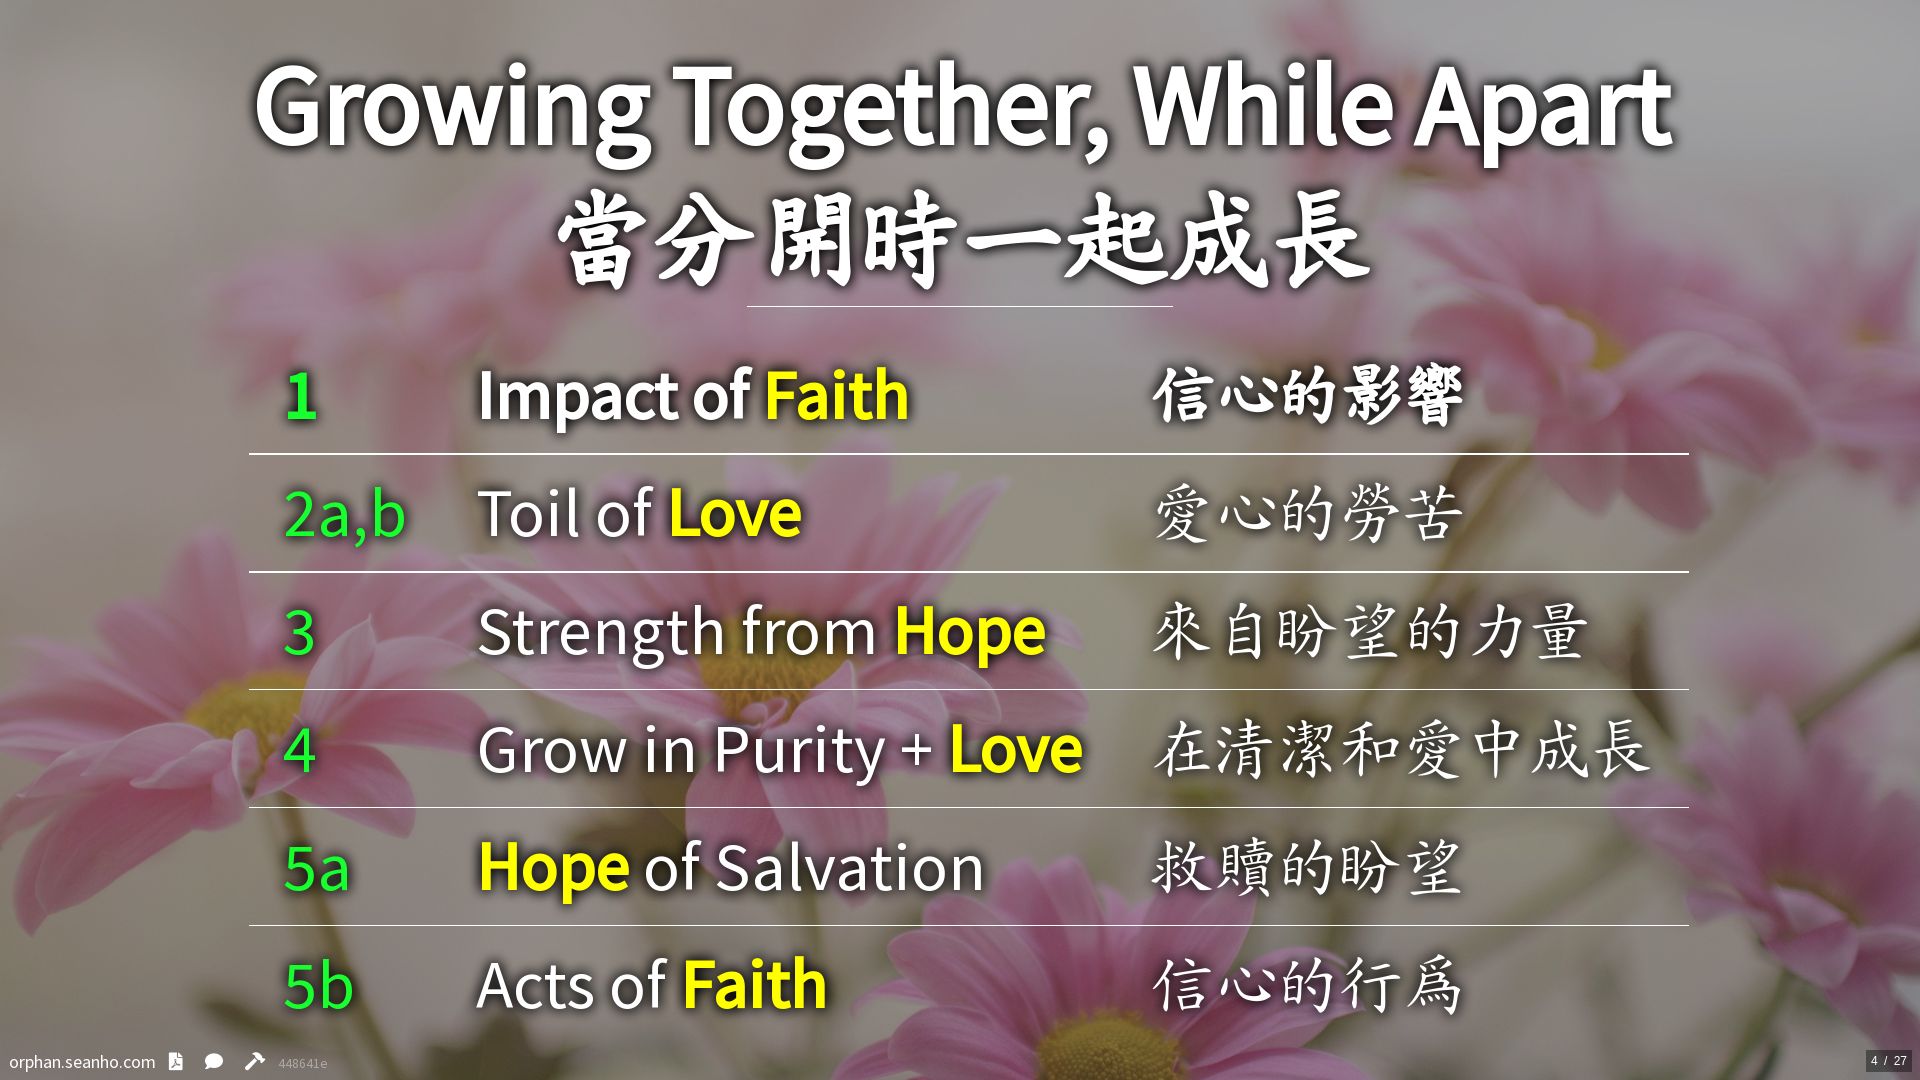 Growing Together, While Apart
當分開時一起成長
1 Impact of Faith 信心的影響
2a,b Toil of Love 愛心的勞苦
3 Strength from Hope 來自盼望的力量
4 Grow in Purity + Love 在清潔和愛中成長
5a Hope of Salvation 救贖的盼望
5b Acts of Faith 信心的行爲
orphan.seanho.com 448641e 4 / 27